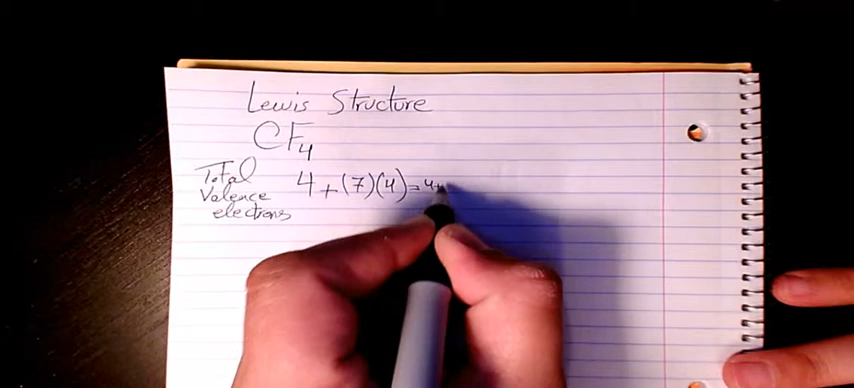 Lewis Structure
CF4
Total
Valence
electrons
4 + (7)(4) = 4+